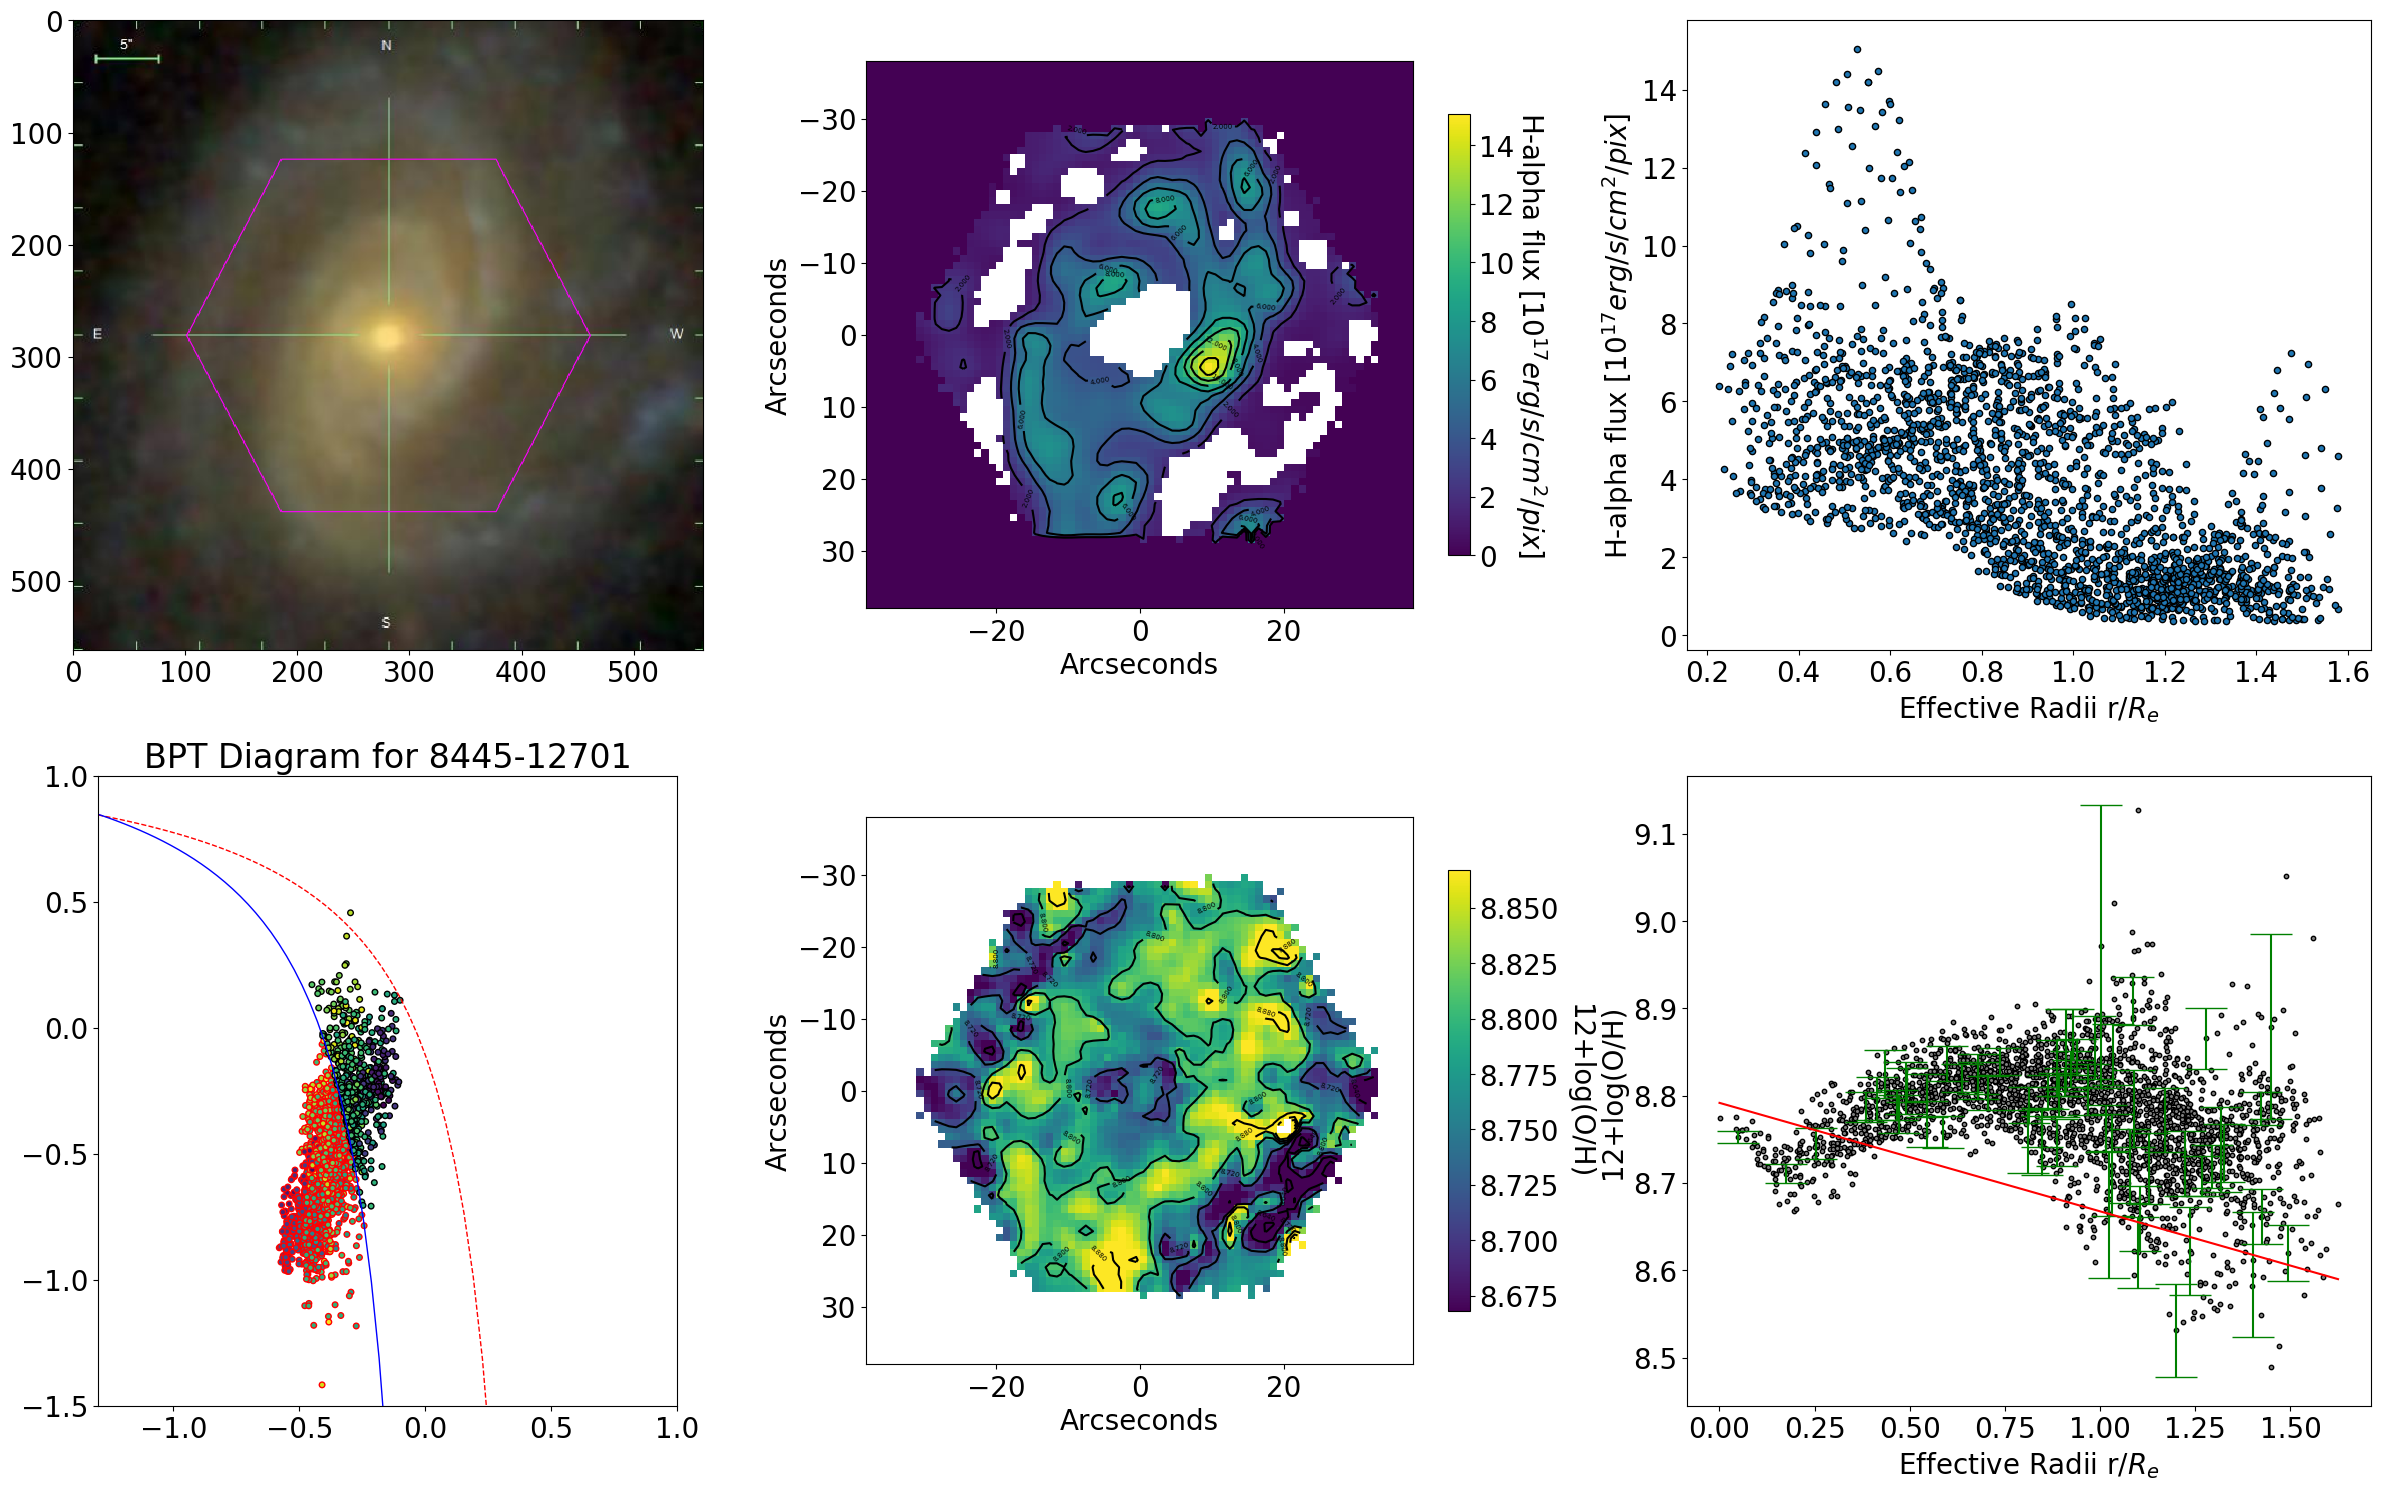 0
100
200
300
400
500
0 100 200 300 400 500
5"
N
E
W
S
−30
−20
−10
0
10
20
30
Arcseconds
−20 0 20
Arcseconds
14
12
10
8
6
4
2
0
H-alpha flux [10^17 erg/s/cm^2/pix]
H-alpha flux [10^17 erg/s/cm^2/pix]
14
12
10
8
6
4
2
0
0.2 0.4 0.6 0.8 1.0 1.2 1.4 1.6
Effective Radii r/R_e
BPT Diagram for 8445-12701
1.0
0.5
0.0
−0.5
−1.0
−1.5
−1.0 −0.5 0.0 0.5 1.0
−30
−20
−10
0
10
20
30
Arcseconds
−20 0 20
Arcseconds
8.850
8.825
8.800
8.775
8.750
8.725
8.700
8.675
12+log(O/H)
12+log(O/H)
9.1
9.0
8.9
8.8
8.7
8.6
8.5
0.00 0.25 0.50 0.75 1.00 1.25 1.50
Effective Radii r/R_e